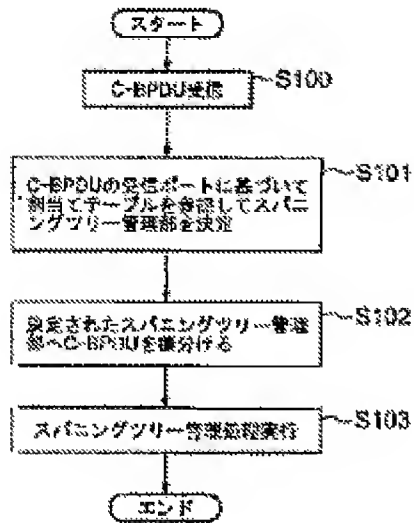 スタート
C-BPDU受信
S100
C-BPDUの受信ポートに基づいて
割当てテーブルを参照してスパニ
ングツリー管理部を決定
S101
決定されたスパニングツリー管理
部へC-BPDUを振分ける
S102
スパニングツリー管理処理実行
S103
エンド